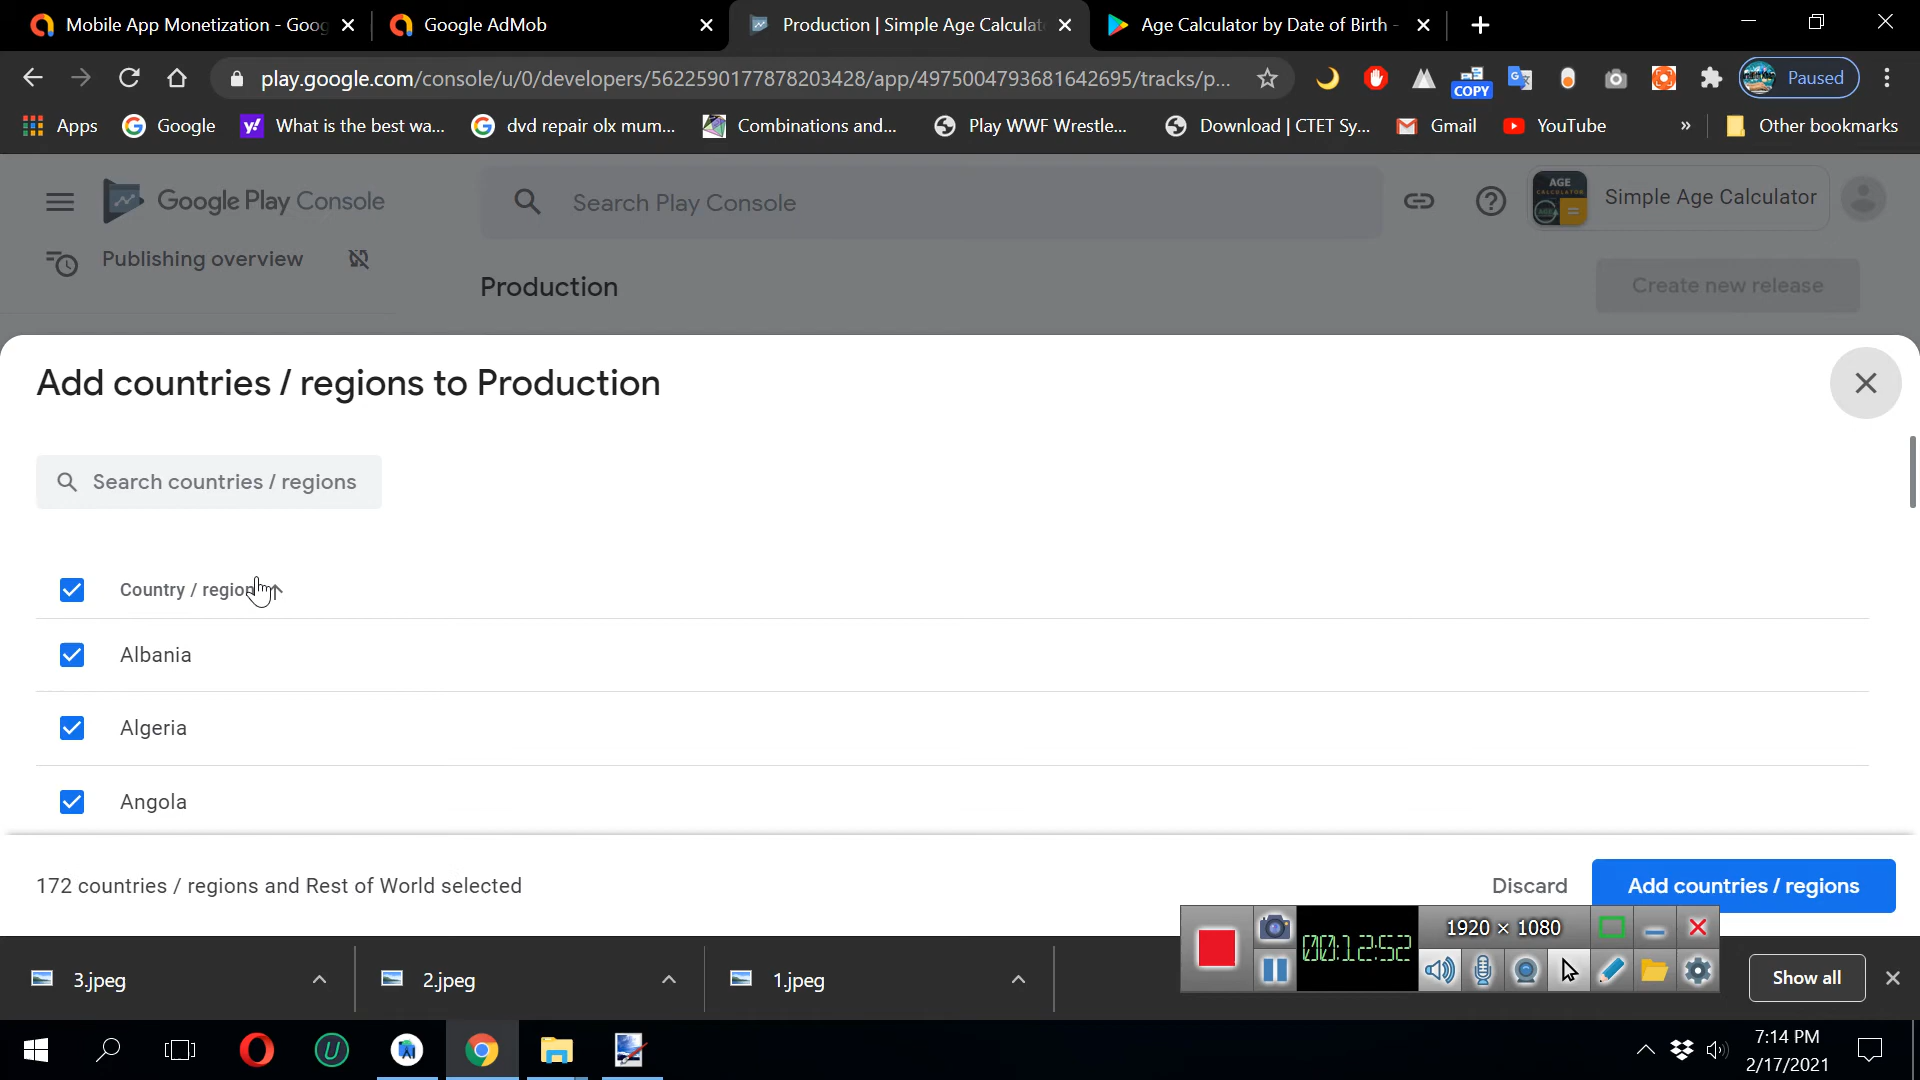 Mobile App Monetization - Goog
Google AdMob
Production | Simple Age Calculat
Age Calculator by Date of Birth -
play.google.com/console/u/0/developers/5622590177878203428/app/4975004793681642695/tracks/p...
COPY
Paused
Apps
Google
What is the best wa...
dvd repair olx mum...
Combinations and...
Play WWF Wrestle...
Download | CTET Sy...
Gmail
YouTube
»
Other bookmarks
Google Play Console
Search Play Console
AGE
CALCULATOR
Simple Age Calculator
Publishing overview
Production
Create new release
Add countries / regions to Production
Search countries / regions
Country / region
Albania
Algeria
Angola
172 countries / regions and Rest of World selected
Discard
Add countries / regions
00:12:52
1920 × 1080
3.jpeg
2.jpeg
1.jpeg
Show all
7:14 PM
2/17/2021